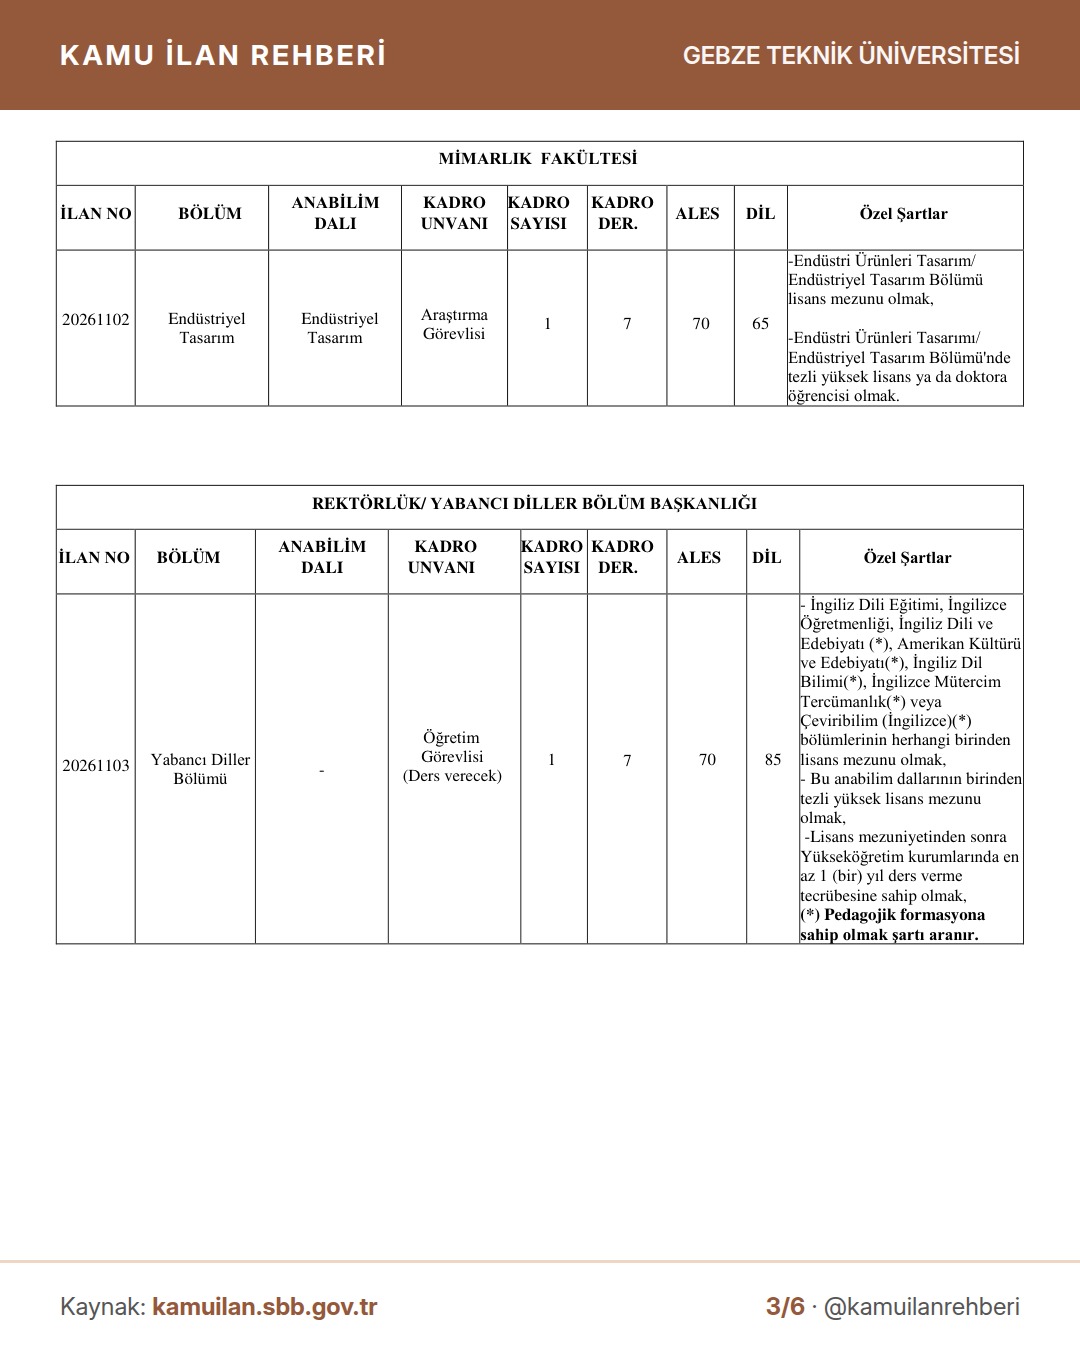 KAMU İLAN REHBERİ
GEBZE TEKNİK ÜNİVERSİTESİ
MİMARLIK  FAKÜLTESİ
İLAN NO
BÖLÜM
ANABİLİM
DALI
KADRO
UNVANI
KADRO
SAYISI
KADRO
DER.
ALES
DİL
Özel Şartlar
20261102
Endüstriyel
Tasarım
Endüstriyel
Tasarım
Araştırma
Görevlisi
1
7
70
65
-Endüstri Ürünleri Tasarım/
Endüstriyel Tasarım Bölümü
lisans mezunu olmak,
-Endüstri Ürünleri Tasarımı/
Endüstriyel Tasarım Bölümü'nde
tezli yüksek lisans ya da doktora
öğrencisi olmak.
REKTÖRLÜK/ YABANCI DİLLER BÖLÜM BAŞKANLIĞI
İLAN NO
BÖLÜM
ANABİLİM
DALI
KADRO
UNVANI
KADRO
SAYISI
KADRO
DER.
ALES
DİL
Özel Şartlar
20261103
Yabancı Diller
Bölümü
-
Öğretim
Görevlisi
(Ders verecek)
1
7
70
85
- İngiliz Dili Eğitimi, İngilizce
Öğretmenliği, İngiliz Dili ve
Edebiyatı (*), Amerikan Kültürü
ve Edebiyatı(*), İngiliz Dil
Bilimi(*), İngilizce Mütercim
Tercümanlık(*) veya
Çeviribilim (İngilizce)(*)
bölümlerinin herhangi birinden
lisans mezunu olmak,
- Bu anabilim dallarının birinden
tezli yüksek lisans mezunu
olmak,
-Lisans mezuniyetinden sonra
Yükseköğretim kurumlarında en
az 1 (bir) yıl ders verme
tecrübesine sahip olmak,
(*) Pedagojik formasyona
sahip olmak şartı aranır.
Kaynak: kamuilan.sbb.gov.tr
3/6 · @kamuilanrehberi